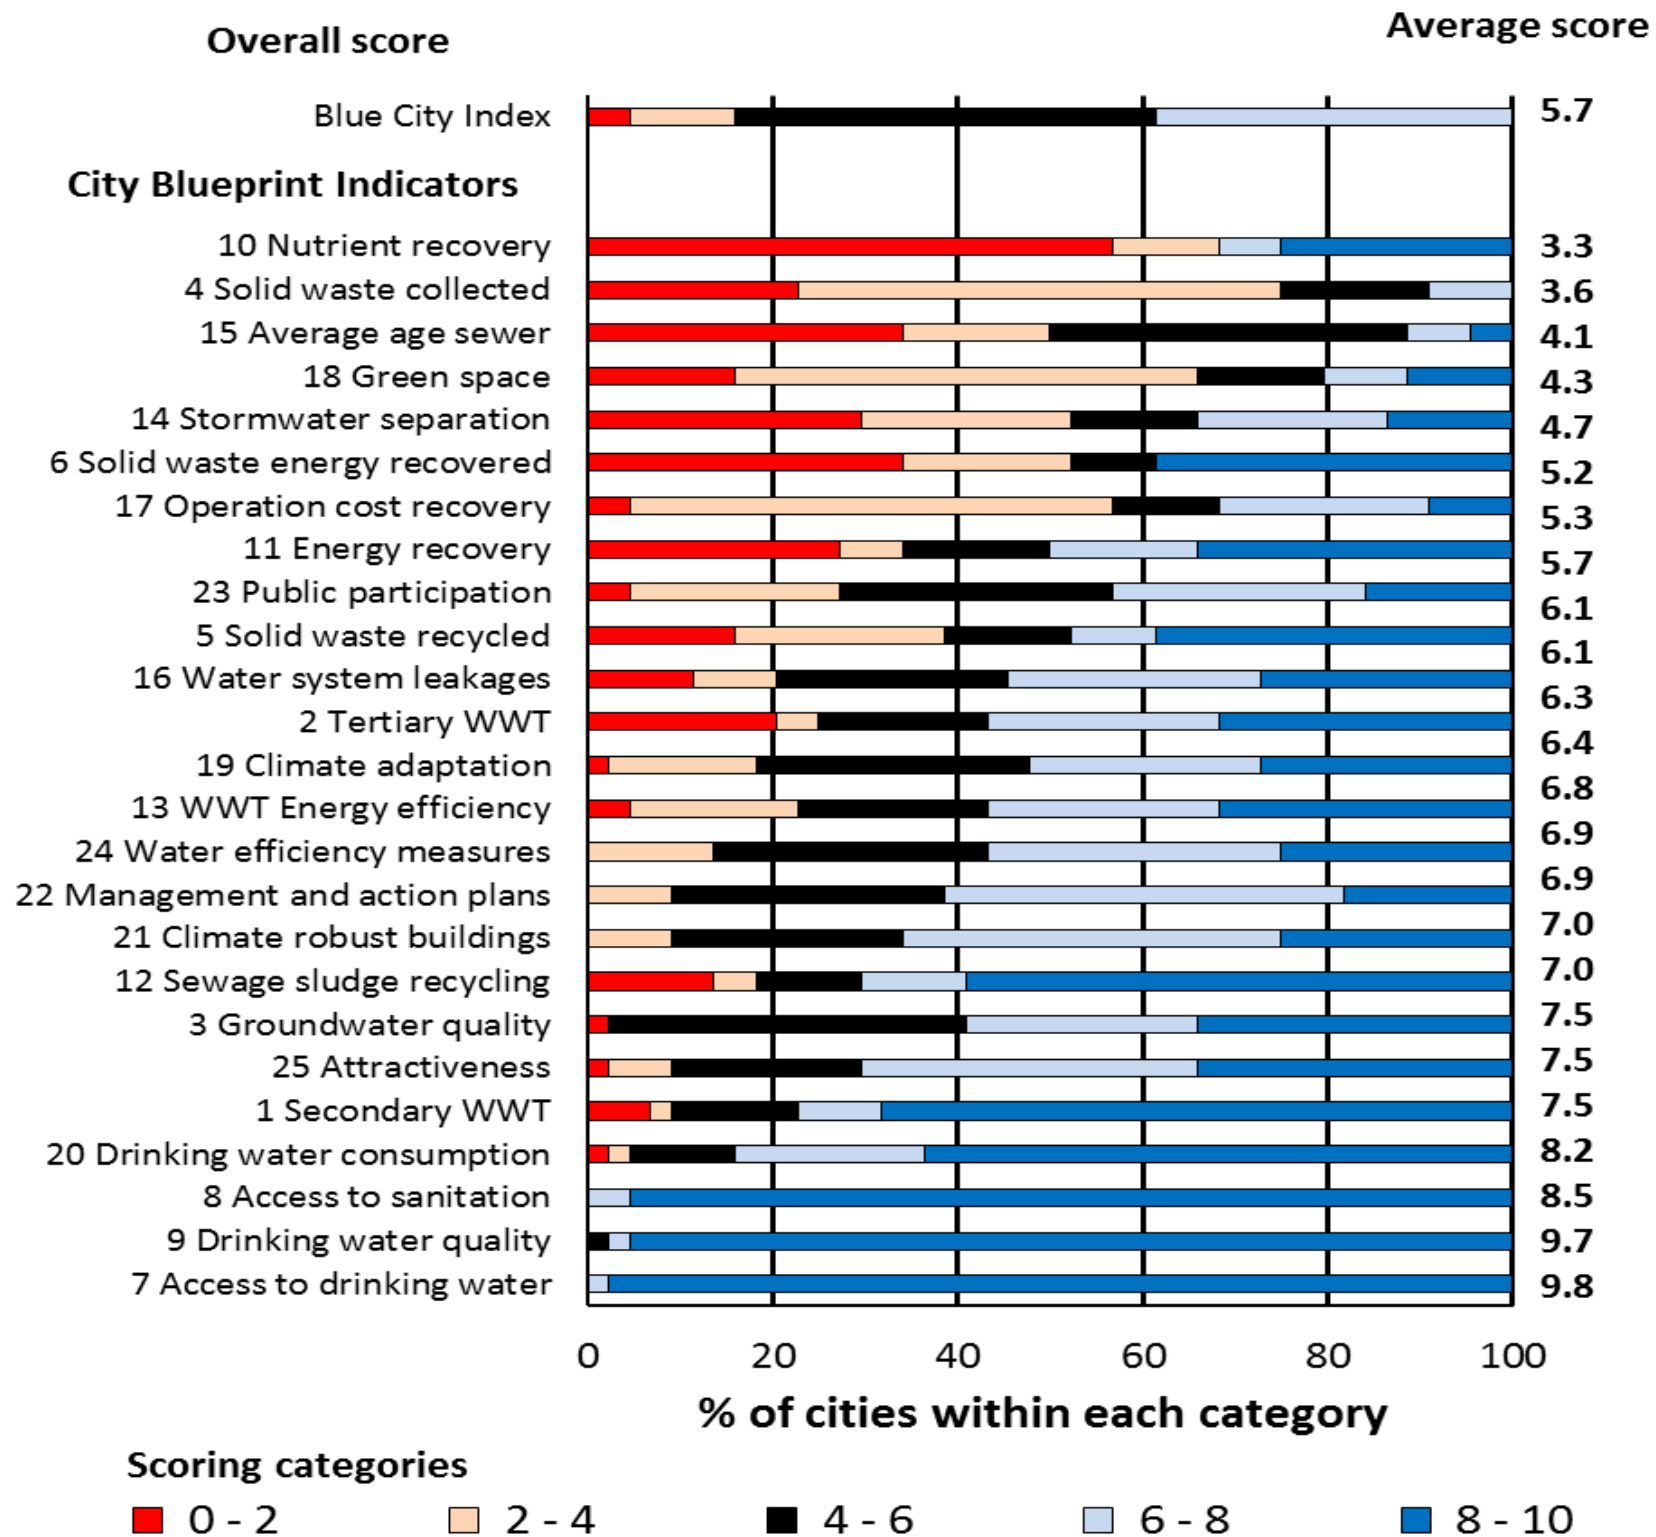 Overall score
Average score
Blue City Index 5.7
City Blueprint Indicators
10 Nutrient recovery 3.3
4 Solid waste collected 3.6
15 Average age sewer 4.1
18 Green space 4.3
14 Stormwater separation 4.7
6 Solid waste energy recovered 5.2
17 Operation cost recovery 5.3
11 Energy recovery 5.7
23 Public participation 6.1
5 Solid waste recycled 6.1
16 Water system leakages 6.3
2 Tertiary WWT 6.4
19 Climate adaptation 6.8
13 WWT Energy efficiency 6.9
24 Water efficiency measures 6.9
22 Management and action plans 7.0
21 Climate robust buildings 7.0
12 Sewage sludge recycling 7.5
3 Groundwater quality 7.5
25 Attractiveness 7.5
1 Secondary WWT 8.2
20 Drinking water consumption 8.5
8 Access to sanitation 9.7
9 Drinking water quality 9.8
7 Access to drinking water
0 20 40 60 80 100
% of cities within each category
Scoring categories
0 - 2 2 - 4 4 - 6 6 - 8 8 - 10